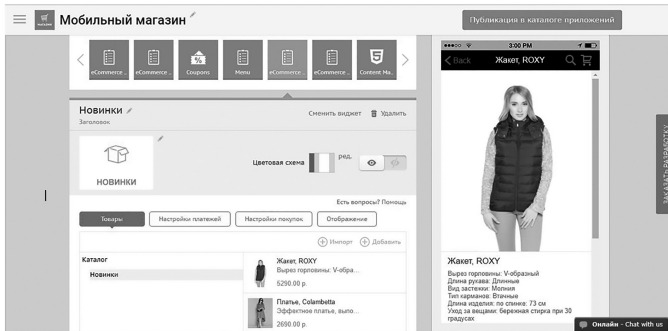 Мобильный магазин
Публикация в каталоге приложений
eCommerce ..
eCommerce ..
Coupons
Menu
eCommerce ..
eCommerce ..
Content Ma..
Новинки
Заголовок
Сменить виджет
Удалить
НОВИНКИ
Цветовая схема
ред.
Есть вопросы? Помощь
Товары
Настройки платежей
Настройки покупок
Отображение
Импорт
Добавить
Каталог
Новинки
Жакет, ROXY
Вырез горловины: V-обра...
5290.00 р.
Платье, Colambetta
Эффектное платье, выпо...
2690.00 р.
3:00 PM
Back
Жакет, ROXY
Жакет, ROXY
Вырез горловины: V-образный
Длина рукава: Длинные
Вид застежки: Молния
Тип карманов: Втачные
Длина изделия: по спинке: 73 см
Уход за вещами: бережная стирка при 30
градусах
ЗАКАЗАТЬ РАЗРАБОТКУ
Онлайн - Chat with us